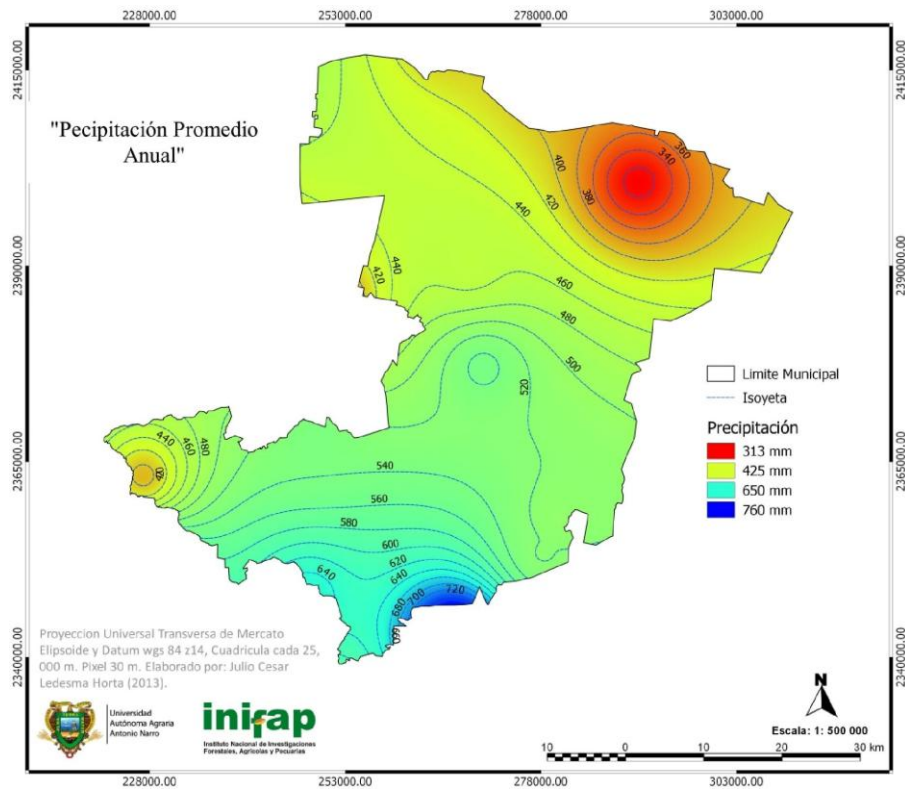 228000.00 253000.00 278000.00 303000.00
2415000.00 2415000.00
"Pecipitación Promedio
Anual"
360
340
400
380
420
440
2390000.00 2390000.00
440
420
460
480
500
520
Limite Municipal
Isoyeta
Precipitación
313 mm
425 mm
650 mm
760 mm
440
460
480
2365000.00 2365000.00
540
560
580
600
620
640
640
720
700
680
660
Proyeccion Universal Transversa de Mercato
Elipsoide y Datum wgs 84 z14, Cuadricula cada 25,
000 m. Pixel 30 m. Elaborado por: Julio Cesar
Ledesma Horta (2013).
2340000.00 2340000.00
Universidad
Autónoma Agraria
Antonio Narro
inifap
Instituto Nacional de Investigaciones
Forestales, Agrícolas y Pecuarias
N
Escala: 1: 500 000
10 0 10 20 30 km
228000.00 253000.00 278000.00 303000.00